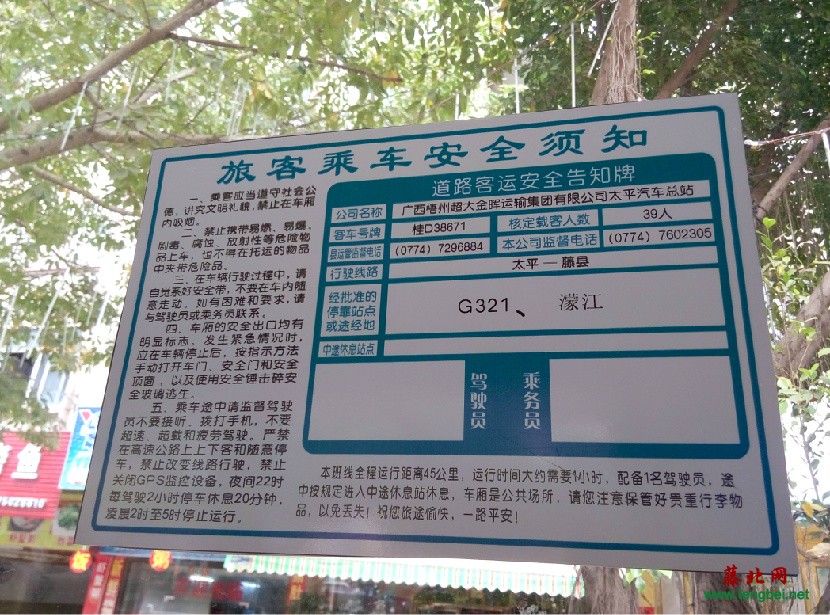 旅客乘车安全须知
一、乘客应当遵守社会公
德，讲究文明礼貌，禁止在车厢
内吸烟。
二、禁止携带易燃、易爆、
剧毒、腐蚀、放射性等危险物
品上车，也不得在托运的物品
中夹带危险品。
三、在车辆行驶过程中，请
自觉系好安全带，不要在车内随
意走动，如有困难和要求，请
与驾驶员或乘务员联系。
四、车厢的安全出口均有
明显标志、发生紧急情况时，
应在车辆停止后，按指示方法
手动打开车门、安全门和安全
顶窗，以及使用安全锤击碎安
全玻璃逃生。
五、乘车途中请监督驾驶
员不要接听、拨打手机，不要
超速、超载和疲劳驾驶。严禁
在高速公路上上下客和随意停
车，禁止改变线路行驶，禁止
关闭GPS监控设备，夜间22时
每驾驶2小时停车休息20分钟，
凌晨2时至5时停止运行。
道路客运安全告知牌
公司名称 广西梧州超大金晖运输集团有限公司太平汽车总站
客车号牌 桂D38671 核定载客人数 39人
县运管监督电话 (0774) 7296884 本公司监督电话 (0774) 7602305
行驶线路 太平—藤县
经批准的
停靠站点
或途经地
G321、 濛江
中途休息站点
驾驶员 乘务员
本班线全程运行距离45公里，运行时间大约需要1小时，配备1名驾驶员，途
中按规定进入中途休息站休息，车厢是公共场所，请您注意保管好贵重行李物
品，以免丢失！祝您旅途愉快，一路平安！
藤北网
www.tengbei.net